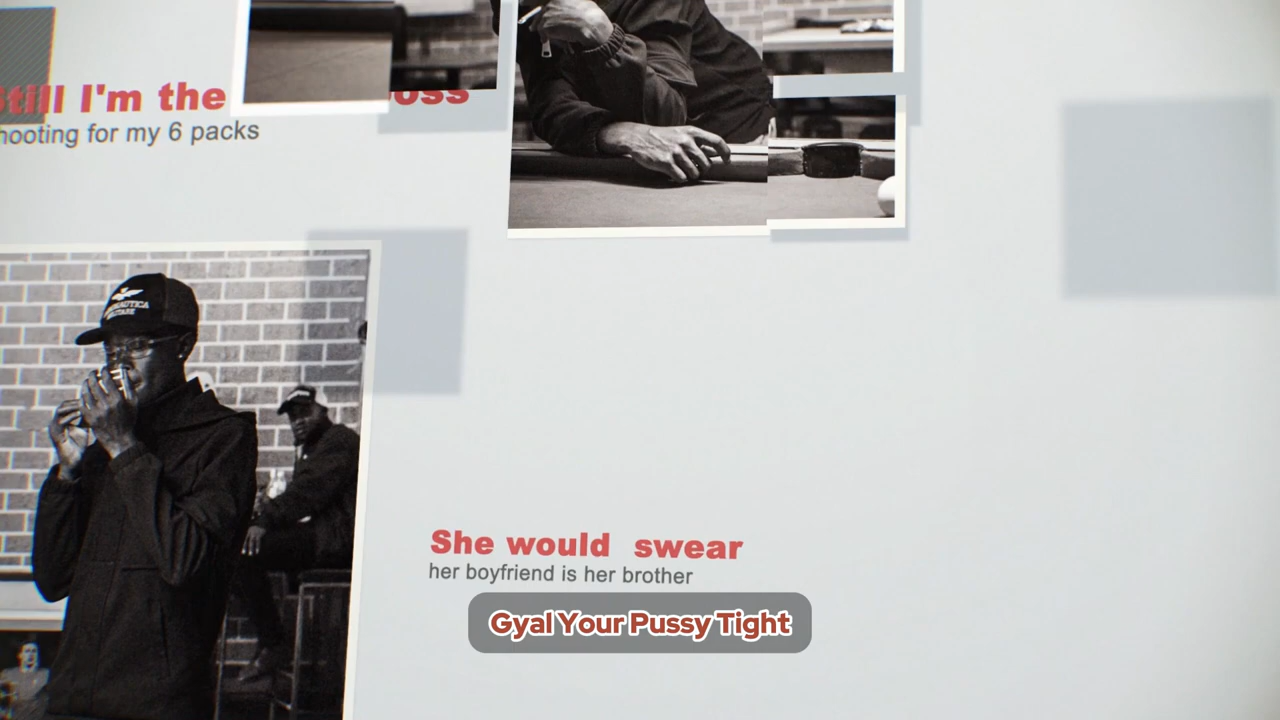 Still I'm the
hooting for my 6 packs
NAUTICA
She would swear
her boyfriend is her brother
Gyal Your Pussy Tight